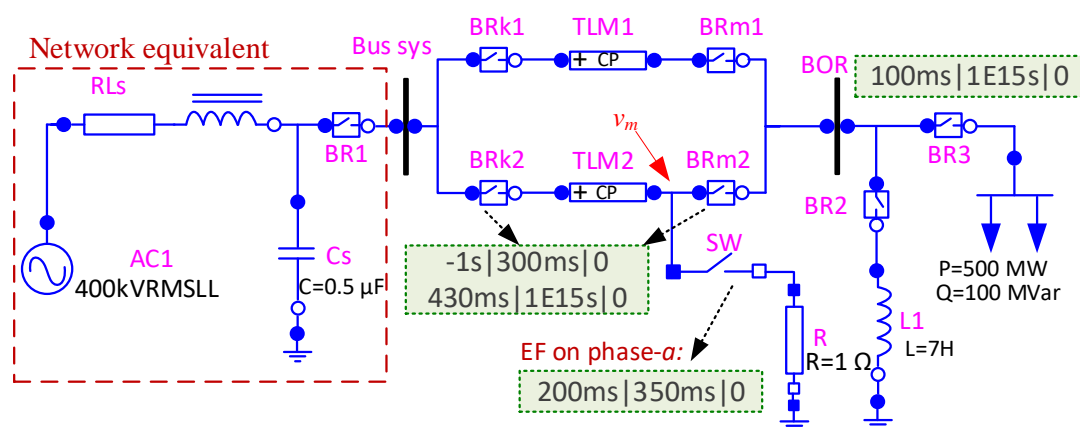 Network equivalent
RLs
BR1
AC1
400kVRMSLL
Cs
C=0.5 µF
Bus sys
BRk1
TLM1
+ CP
BRm1
BRk2
TLM2
+ CP
BRm2
vm
-1s|300ms|0
430ms|1E15s|0
SW
EF on phase-a:
200ms|350ms|0
R
R=1 Ω
BOR
100ms|1E15s|0
BR3
BR2
L1
L=7H
P=500 MW
Q=100 MVar